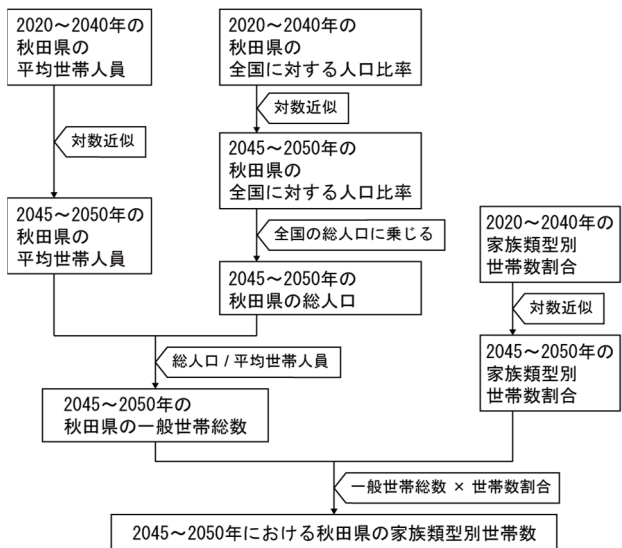 2020～2040年の
秋田県の
平均世帯人員
2020～2040年の
秋田県の
全国に対する人口比率
対数近似
対数近似
2045～2050年の
秋田県の
全国に対する人口比率
2045～2050年の
秋田県の
平均世帯人員
全国の総人口に乗じる
2020～2040年の
家族類型別
世帯数割合
2045～2050年の
秋田県の総人口
対数近似
総人口 / 平均世帯人員
2045～2050年の
家族類型別
世帯数割合
2045～2050年の
秋田県の一般世帯総数
一般世帯総数 × 世帯数割合
2045～2050年における秋田県の家族類型別世帯数